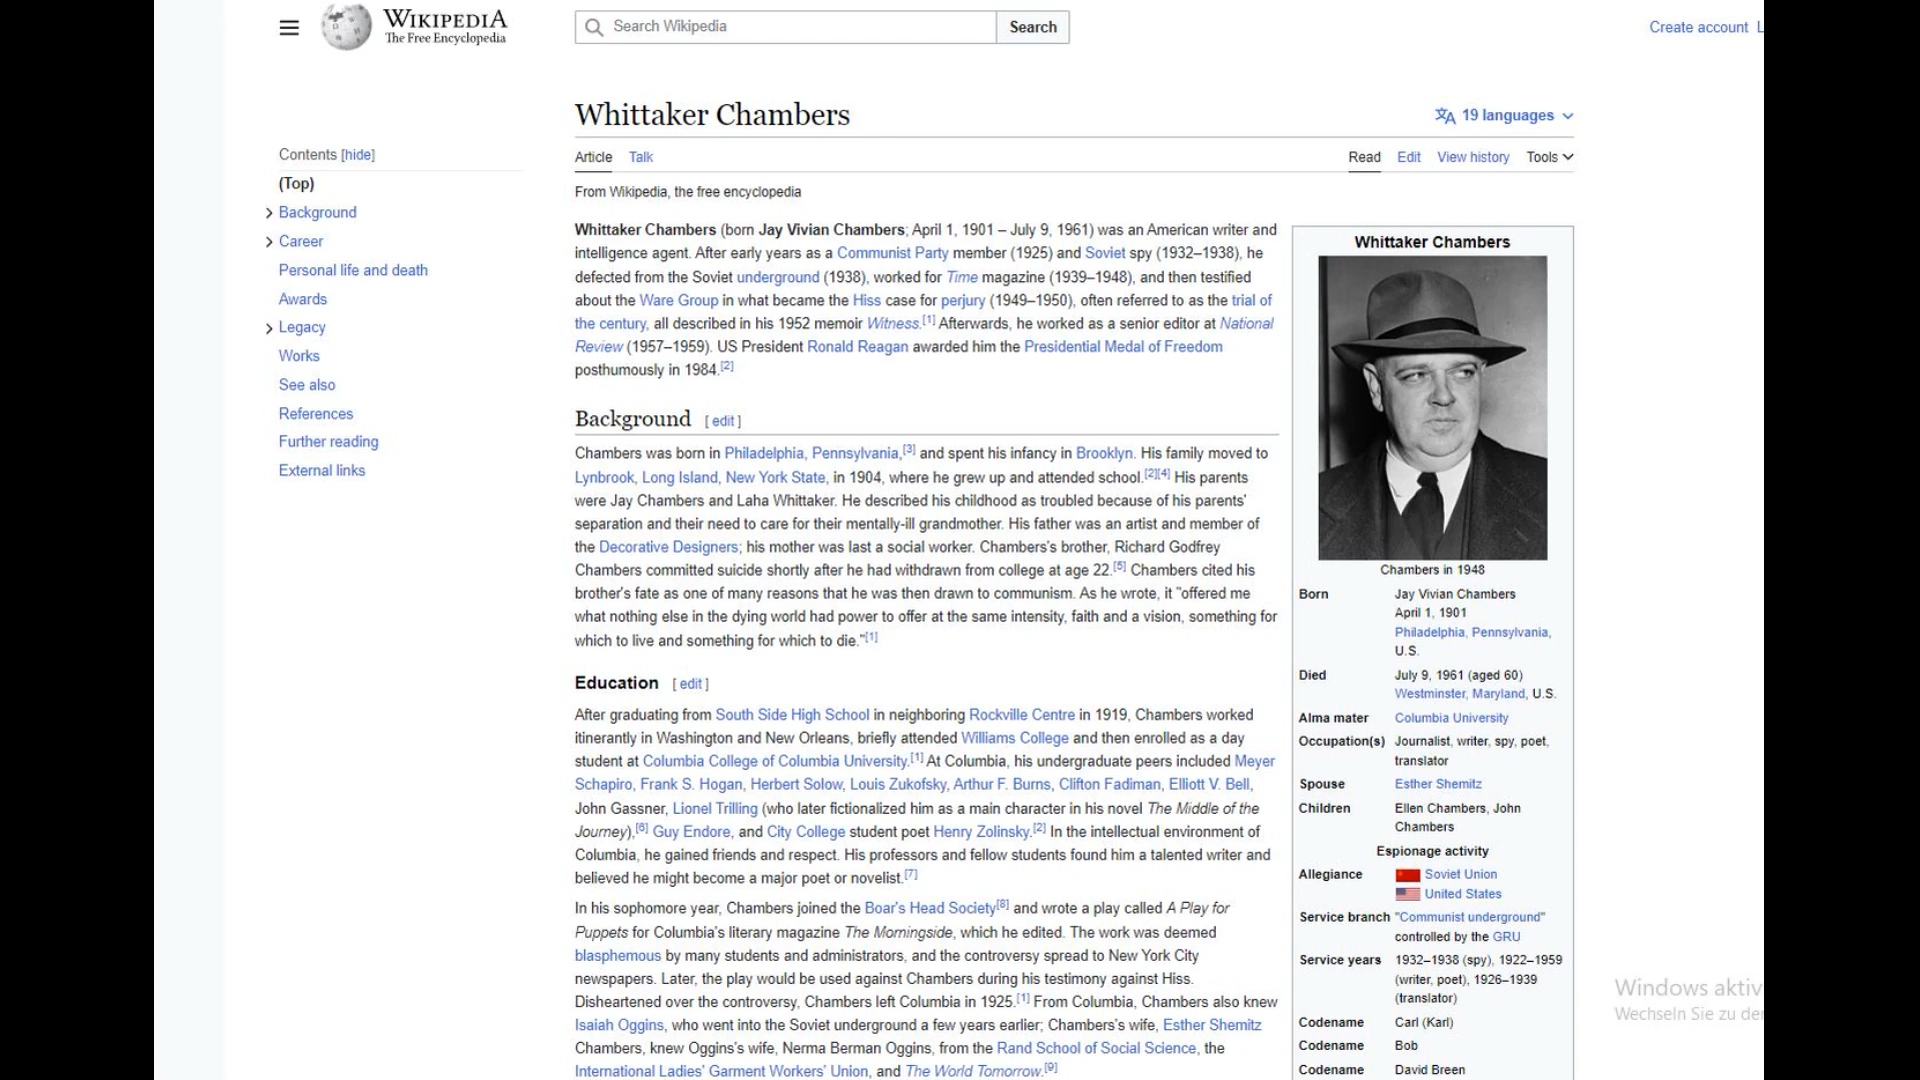 WIKIPEDIA
The Free Encyclopedia
Search Wikipedia
Search
Create account L
Whittaker Chambers
19 languages
Contents [hide]
(Top)
Background
Career
Personal life and death
Awards
Legacy
Works
See also
References
Further reading
External links
Article Talk
Read Edit View history Tools
From Wikipedia, the free encyclopedia
Whittaker Chambers (born Jay Vivian Chambers; April 1, 1901 – July 9, 1961) was an American writer and
intelligence agent. After early years as a Communist Party member (1925) and Soviet spy (1932–1938), he
defected from the Soviet underground (1938), worked for Time magazine (1939–1948), and then testified
about the Ware Group in what became the Hiss case for perjury (1949–1950), often referred to as the trial of
the century, all described in his 1952 memoir Witness.[1] Afterwards, he worked as a senior editor at National
Review (1957–1959). US President Ronald Reagan awarded him the Presidential Medal of Freedom
posthumously in 1984.[2]
Background [ edit ]
Chambers was born in Philadelphia, Pennsylvania,[3] and spent his infancy in Brooklyn. His family moved to
Lynbrook, Long Island, New York State, in 1904, where he grew up and attended school.[2][4] His parents
were Jay Chambers and Laha Whittaker. He described his childhood as troubled because of his parents'
separation and their need to care for their mentally-ill grandmother. His father was an artist and member of
the Decorative Designers; his mother was last a social worker. Chambers's brother, Richard Godfrey
Chambers committed suicide shortly after he had withdrawn from college at age 22.[5] Chambers cited his
brother's fate as one of many reasons that he was then drawn to communism. As he wrote, it "offered me
what nothing else in the dying world had power to offer at the same intensity, faith and a vision, something for
which to live and something for which to die."[1]
Education [ edit ]
After graduating from South Side High School in neighboring Rockville Centre in 1919, Chambers worked
itinerantly in Washington and New Orleans, briefly attended Williams College and then enrolled as a day
student at Columbia College of Columbia University.[1] At Columbia, his undergraduate peers included Meyer
Schapiro, Frank S. Hogan, Herbert Solow, Louis Zukofsky, Arthur F. Burns, Clifton Fadiman, Elliott V. Bell,
John Gassner, Lionel Trilling (who later fictionalized him as a main character in his novel The Middle of the
Journey),[6] Guy Endore, and City College student poet Henry Zolinsky.[2] In the intellectual environment of
Columbia, he gained friends and respect. His professors and fellow students found him a talented writer and
believed he might become a major poet or novelist.[7]
In his sophomore year, Chambers joined the Boar's Head Society[8] and wrote a play called A Play for
Puppets for Columbia's literary magazine The Morningside, which he edited. The work was deemed
blasphemous by many students and administrators, and the controversy spread to New York City
newspapers. Later, the play would be used against Chambers during his testimony against Hiss.
Disheartened over the controversy, Chambers left Columbia in 1925.[1] From Columbia, Chambers also knew
Isaiah Oggins, who went into the Soviet underground a few years earlier; Chambers's wife, Esther Shemitz
Chambers, knew Oggins's wife, Nerma Berman Oggins, from the Rand School of Social Science, the
International Ladies' Garment Workers' Union, and The World Tomorrow.[9]
Whittaker Chambers
Chambers in 1948
Born Jay Vivian Chambers
April 1, 1901
Philadelphia, Pennsylvania,
U.S.
Died July 9, 1961 (aged 60)
Westminster, Maryland, U.S.
Alma mater Columbia University
Occupation(s) Journalist, writer, spy, poet,
translator
Spouse Esther Shemitz
Children Ellen Chambers, John
Chambers
Espionage activity
Allegiance Soviet Union
United States
Service branch "Communist underground"
controlled by the GRU
Service years 1932–1938 (spy), 1922–1959
(writer, poet), 1926–1939
(translator)
Codename Carl (Karl)
Codename Bob
Codename David Breen
Windows aktiv
Wechseln Sie zu der